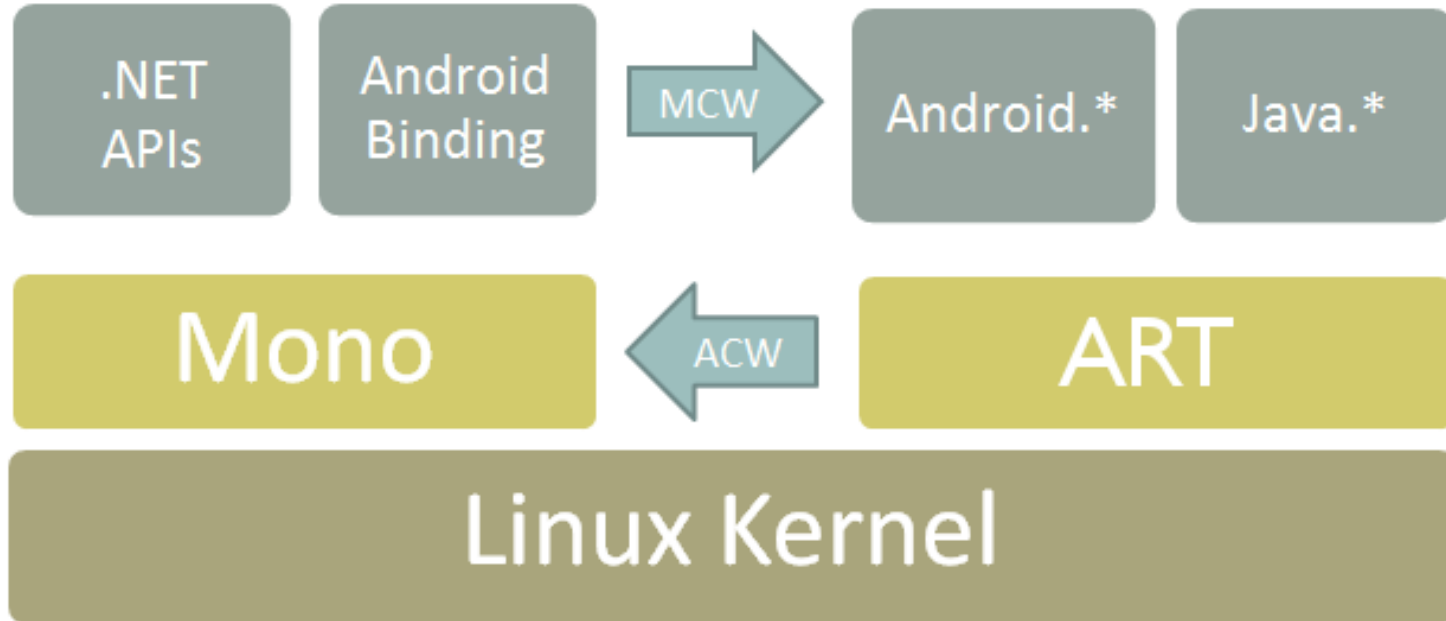 .NET
APIs
Android
Binding
MCW
Android.*
Java.*
Mono
ACW
ART
Linux Kernel